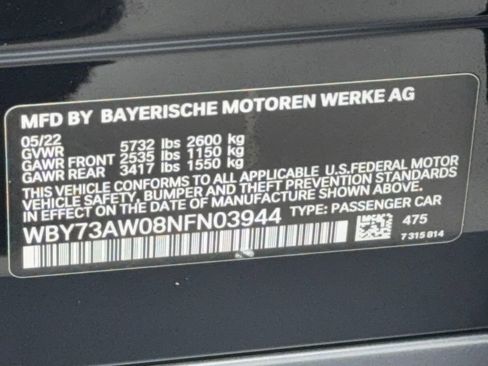 MFD BY BAYERISCHE MOTOREN WERKE AG
05/22
GVWR 5732 lbs 2600 kg
GAWR FRONT 2535 lbs 1150 kg
GAWR REAR 3417 lbs 1550 kg
THIS VEHICLE CONFORMS TO ALL APPLICABLE U.S.FEDERAL MOTOR
VEHICLE SAFETY, BUMPER AND THEFT PREVENTION STANDARDS
IN EFFECT ON THE DATE OF MANUFACTURE SHOWN ABOVE.
WBY73AW08NFN03944 TYPE: PASSENGER CAR
475
7 315 814